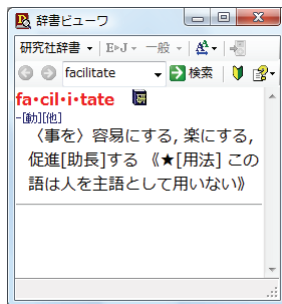 辞書ビューワ
研究社辞書 E▸J 一般
facilitate 検索
fa・cil・i・tate
-[動][他]
〈事を〉容易にする, 楽にする,
促進[助長]する 《★[用法] この
語は人を主語として用いない》